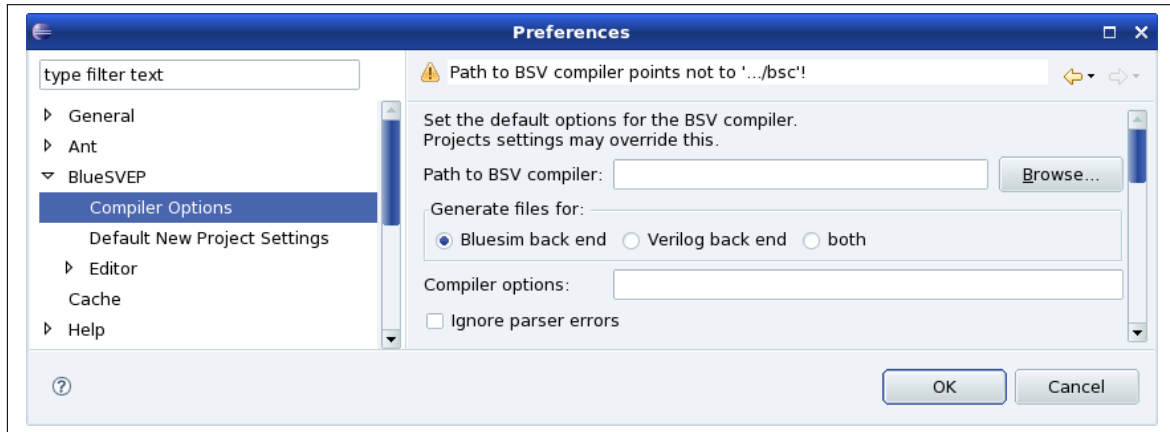 Preferences
type filter text
General
Ant
BlueSVEP
Compiler Options
Default New Project Settings
Editor
Cache
Help
Path to BSV compiler points not to '.../bsc'!
Set the default options for the BSV compiler.
Projects settings may override this.
Path to BSV compiler:
Browse...
Generate files for:
Bluesim back end Verilog back end both
Compiler options:
Ignore parser errors
?
OK Cancel